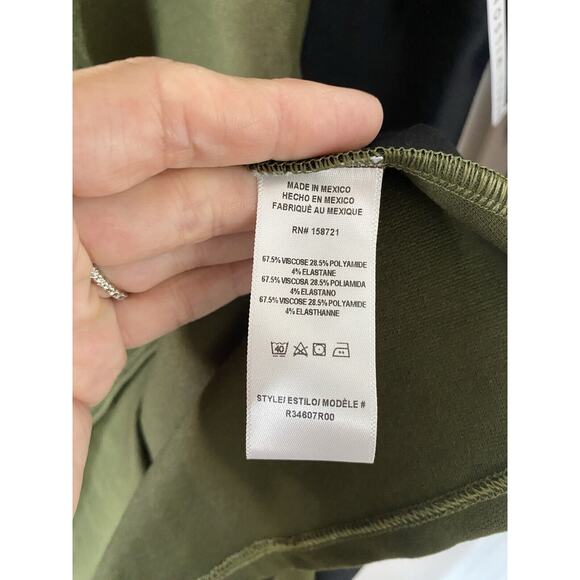 MADE IN MEXICO
HECHO EN MEXICO
FABRIQUÉ AU MEXIQUE
RN# 158721
67.5% VISCOSE 28.5% POLYAMIDE
4% ELASTANE
67.5% VISCOSA 28.5% POLIAMIDA
4% ELASTANO
67.5% VISCOSE 28.5% POLYAMIDE
4% ELASTHANNE
40
STYLE/ ESTILO/ MODÈLE #
R34607R00